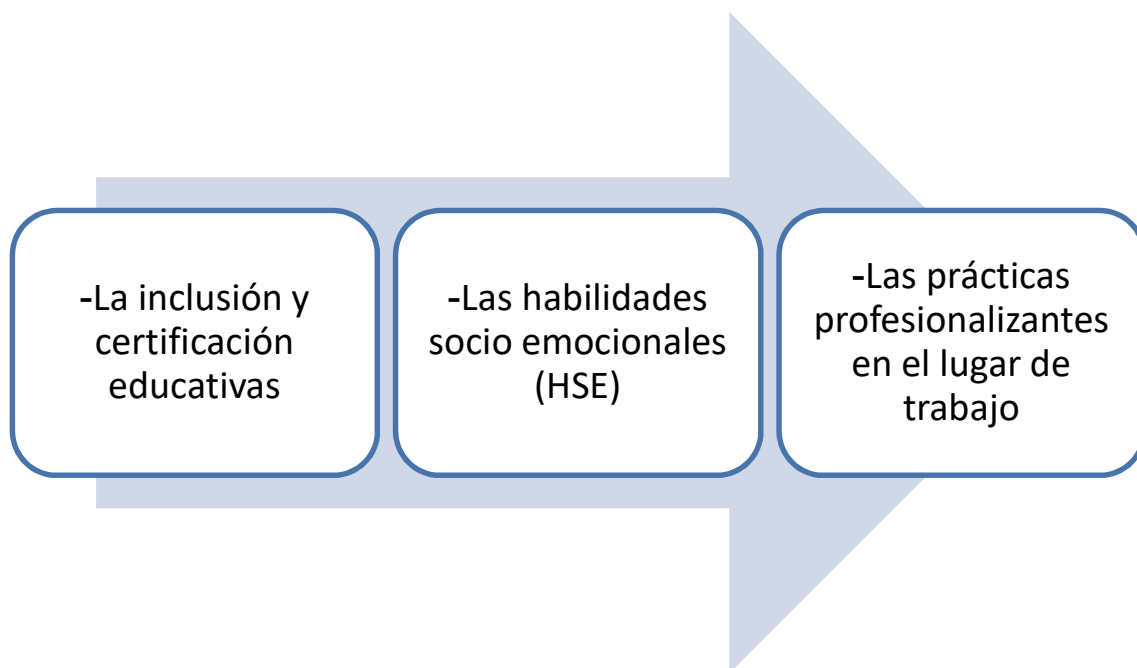 -La inclusión y
certificación
educativas
-Las habilidades
socio emocionales
(HSE)
-Las prácticas
profesionalizantes
en el lugar de
trabajo